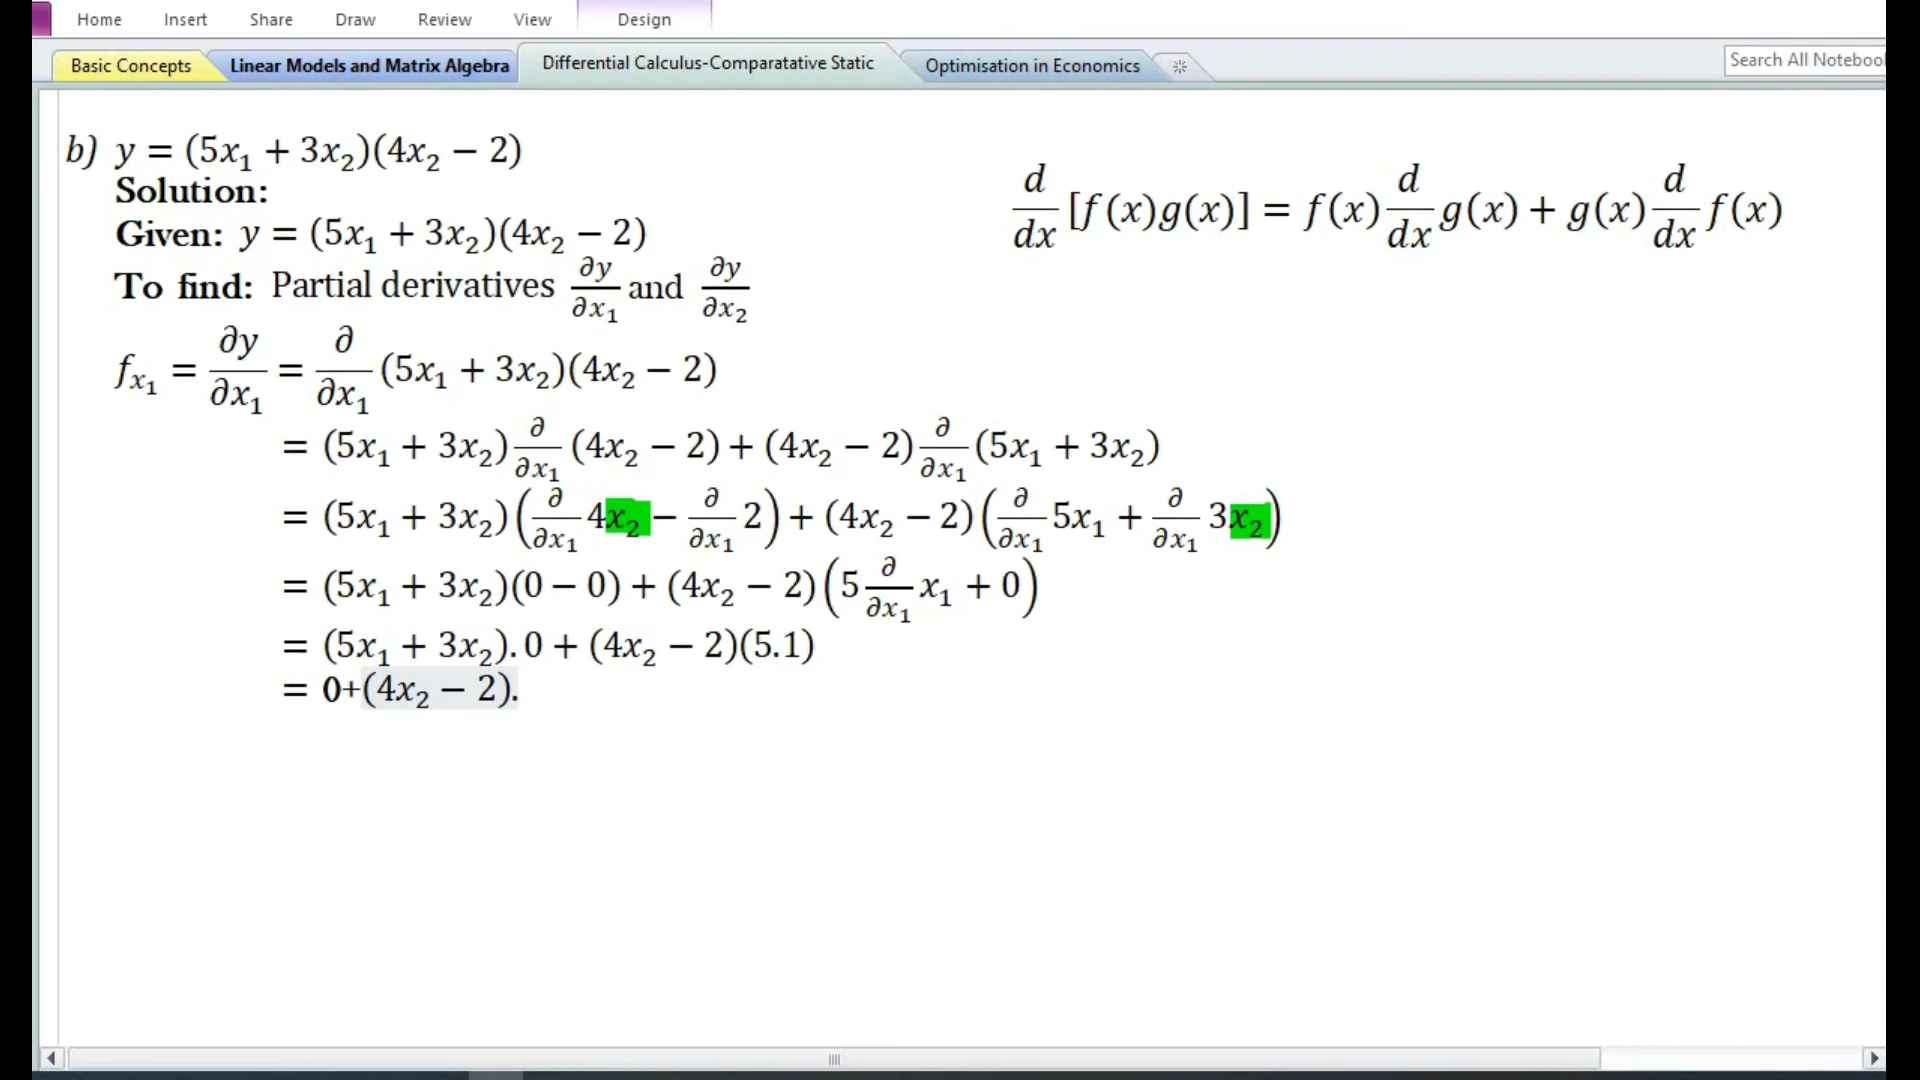 Home Insert Share Draw Review View Design
Basic Concepts Linear Models and Matrix Algebra Differential Calculus-Comparatative Static Optimisation in Economics Search All Noteboo
b) y = (5x₁ + 3x₂)(4x₂ − 2)
Solution:
d/dx [f(x)g(x)] = f(x) d/dx g(x) + g(x) d/dx f(x)
Given: y = (5x₁ + 3x₂)(4x₂ − 2)
To find: Partial derivatives ∂y/∂x₁ and ∂y/∂x₂
fₓ₁ = ∂y/∂x₁ = ∂/∂x₁ (5x₁ + 3x₂)(4x₂ − 2)
= (5x₁ + 3x₂) ∂/∂x₁ (4x₂ − 2) + (4x₂ − 2) ∂/∂x₁ (5x₁ + 3x₂)
= (5x₁ + 3x₂)(∂/∂x₁ 4x₂ − ∂/∂x₁ 2) + (4x₂ − 2)(∂/∂x₁ 5x₁ + ∂/∂x₁ 3x₂)
= (5x₁ + 3x₂)(0 − 0) + (4x₂ − 2)(5 ∂/∂x₁ x₁ + 0)
= (5x₁ + 3x₂). 0 + (4x₂ − 2)(5.1)
= 0+(4x₂ − 2).